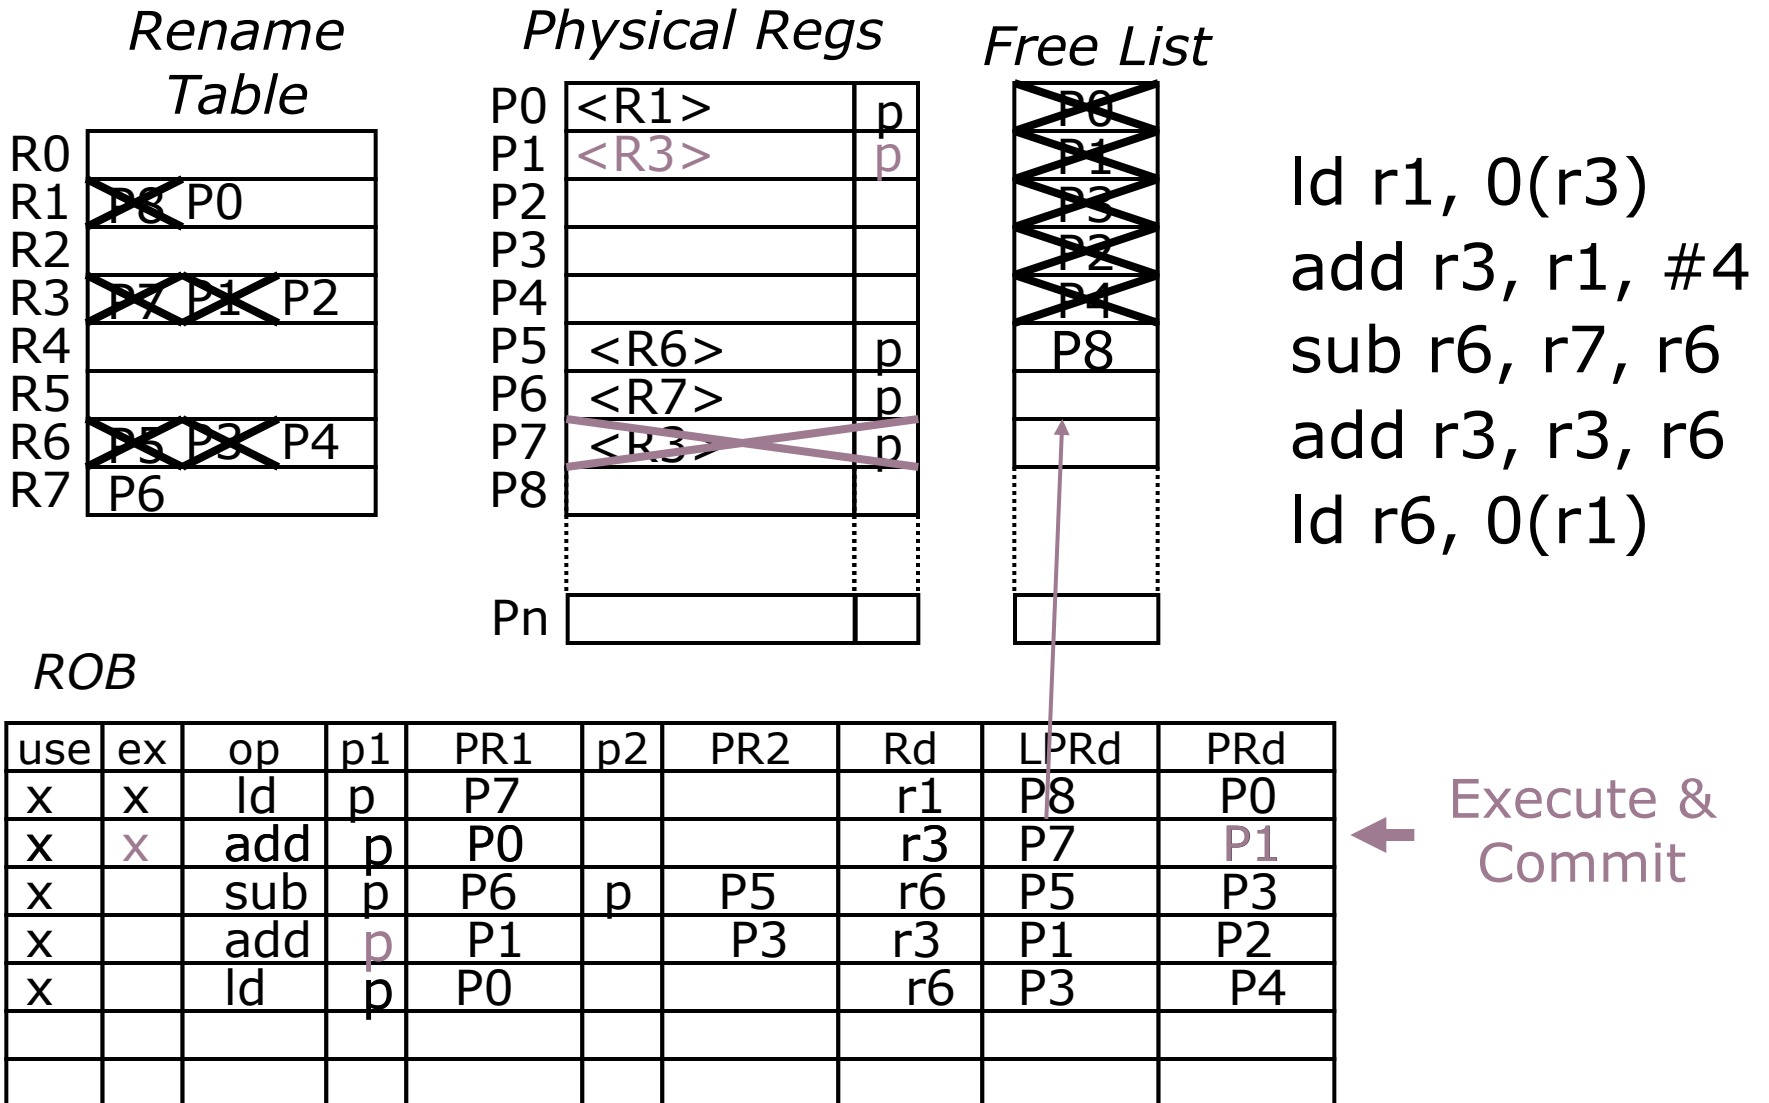 Rename
Table
R0
R1 P8 P0
R2
R3 P7 P1 P2
R4
R5
R6 P5 P3 P4
R7 P6
Physical Regs
P0 <R1> p
P1 <R3> p
P2
P3
P4
P5 <R6> p
P6 <R7> p
P7 <R3> p
P8
Pn
Free List
P0
P1
P3
P2
P4
P8
ld r1, 0(r3)
add r3, r1, #4
sub r6, r7, r6
add r3, r3, r6
ld r6, 0(r1)
ROB
use ex op p1 PR1 p2 PR2 Rd LPRd PRd
x x ld p P7 r1 P8 P0
x x add p P0 r3 P7 P1
x sub p P6 p P5 r6 P5 P3
x add p P1 P3 r3 P1 P2
x ld p P0 r6 P3 P4
Execute &
Commit